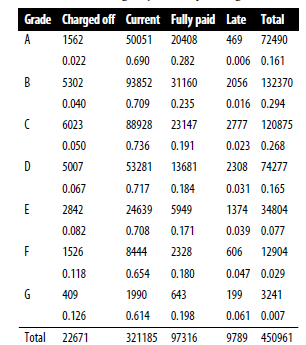 Grade Charged off Current Fully paid Late Total
A 1562 50051 20408 469 72490
0.022 0.690 0.282 0.006 0.161
B 5302 93852 31160 2056 132370
0.040 0.709 0.235 0.016 0.294
C 6023 88928 23147 2777 120875
0.050 0.736 0.191 0.023 0.268
D 5007 53281 13681 2308 74277
0.067 0.717 0.184 0.031 0.165
E 2842 24639 5949 1374 34804
0.082 0.708 0.171 0.039 0.077
F 1526 8444 2328 606 12904
0.118 0.654 0.180 0.047 0.029
G 409 1990 643 199 3241
0.126 0.614 0.198 0.061 0.007
Total 22671 321185 97316 9789 450961